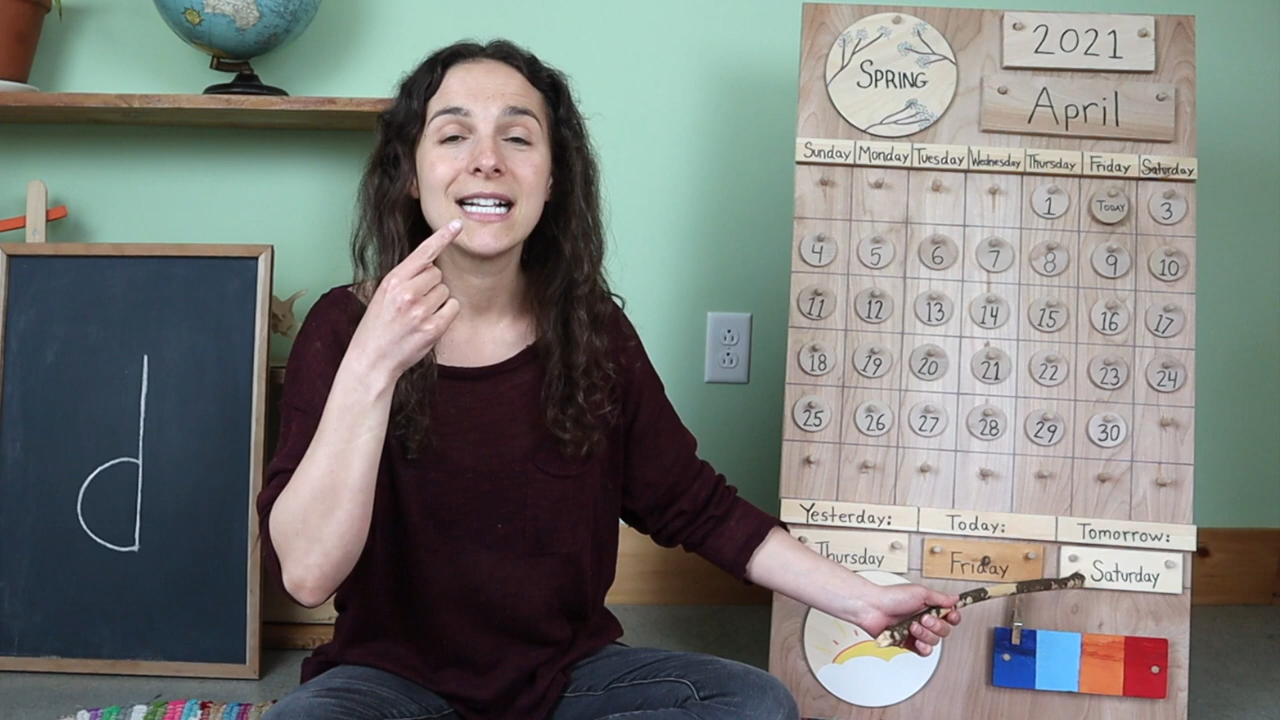 d
SPRING
2021
April
Sunday Monday Tuesday Wednesday Thursday Friday Saturday
1 TODAY 3
4 5 6 7 8 9 10
11 12 13 14 15 16 17
18 19 20 21 22 23 24
25 26 27 28 29 30
Yesterday: Today: Tomorrow:
Thursday Friday Saturday